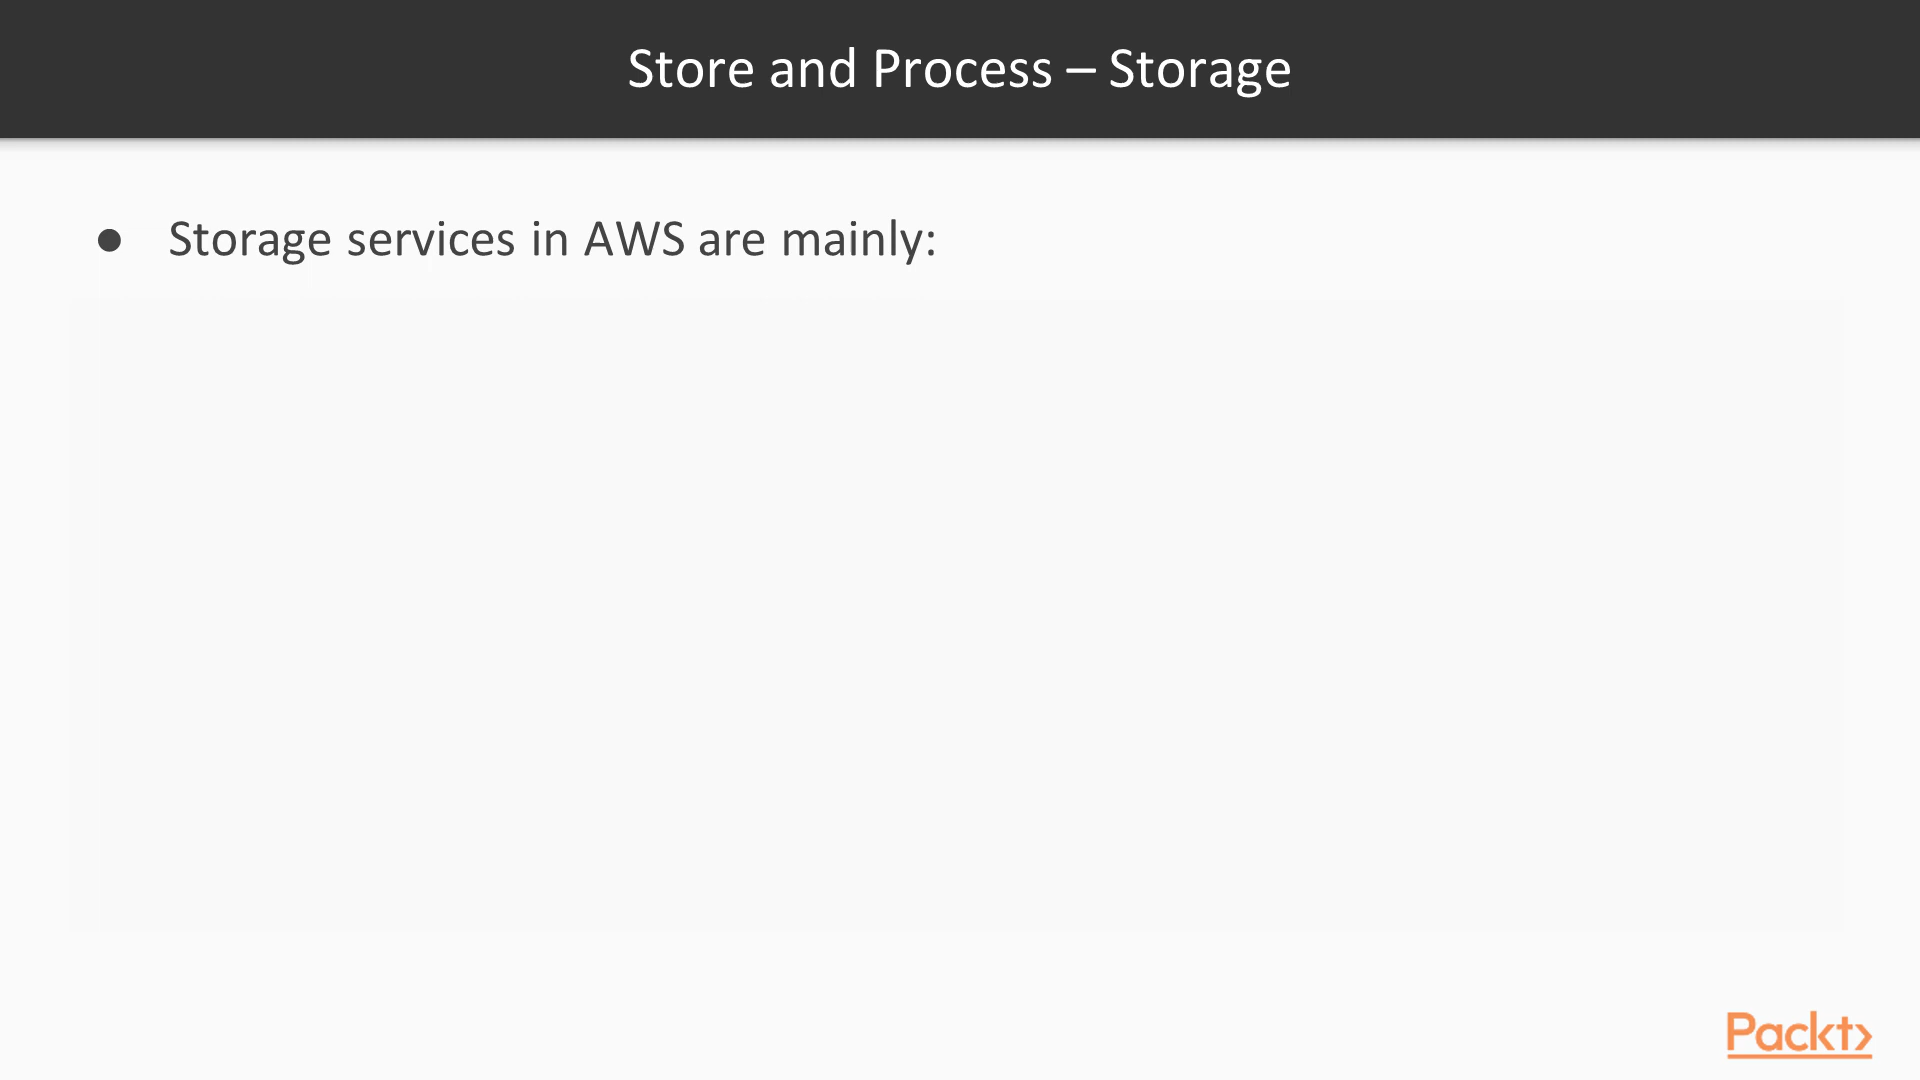 Store and Process – Storage
● Storage services in AWS are mainly:
Packt